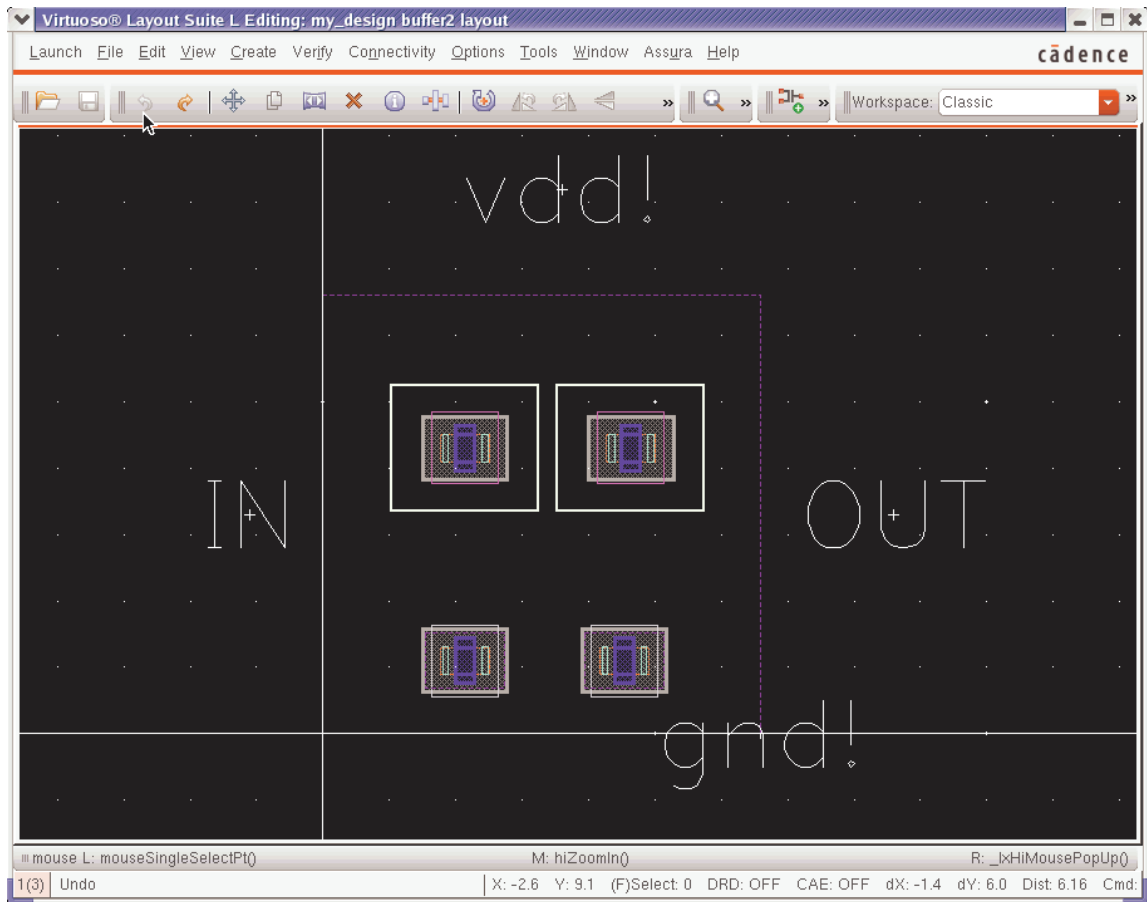 Virtuoso® Layout Suite L Editing: my_design buffer2 layout
Launch File Edit View Create Verify Connectivity Options Tools Window Assura Help cādence
» » » Workspace: Classic »
vdd!
IN OUT
gnd!
mouse L: mouseSingleSelectPt() M: hiZoomIn() R: _lxHiMousePopUp()
1(3) Undo X: -2.6 Y: 9.1 (F)Select: 0 DRD: OFF CAE: OFF dX: -1.4 dY: 6.0 Dist: 6.16 Cmd: